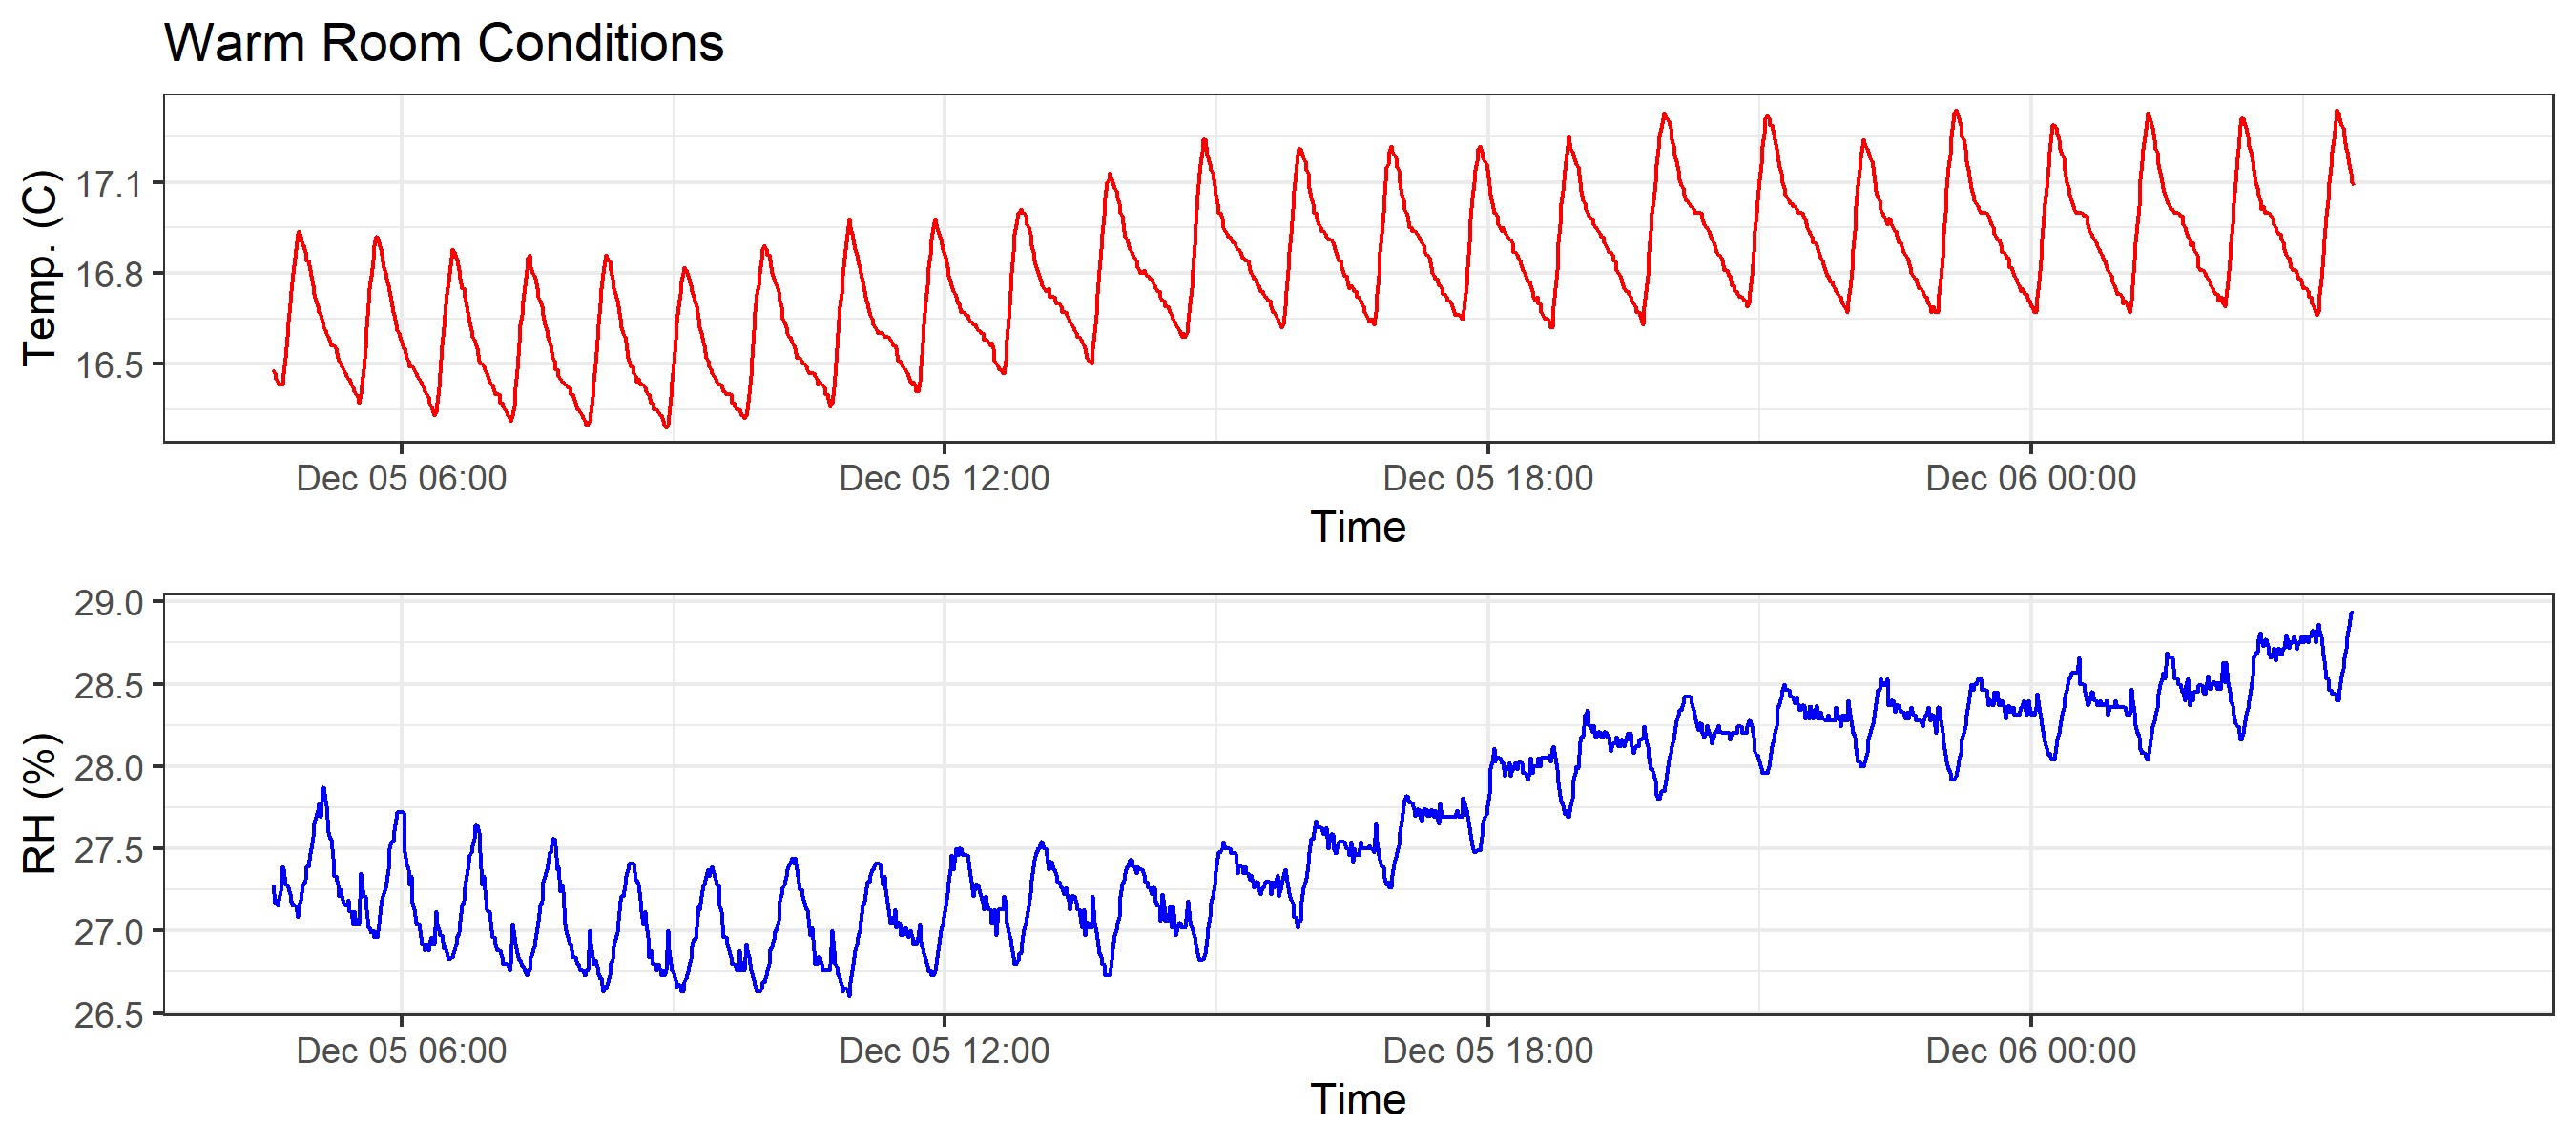 Warm Room Conditions
Temp. (C)
17.1
16.8
16.5
Dec 05 06:00 Dec 05 12:00 Dec 05 18:00 Dec 06 00:00
Time
RH (%)
29.0
28.5
28.0
27.5
27.0
26.5
Dec 05 06:00 Dec 05 12:00 Dec 05 18:00 Dec 06 00:00
Time